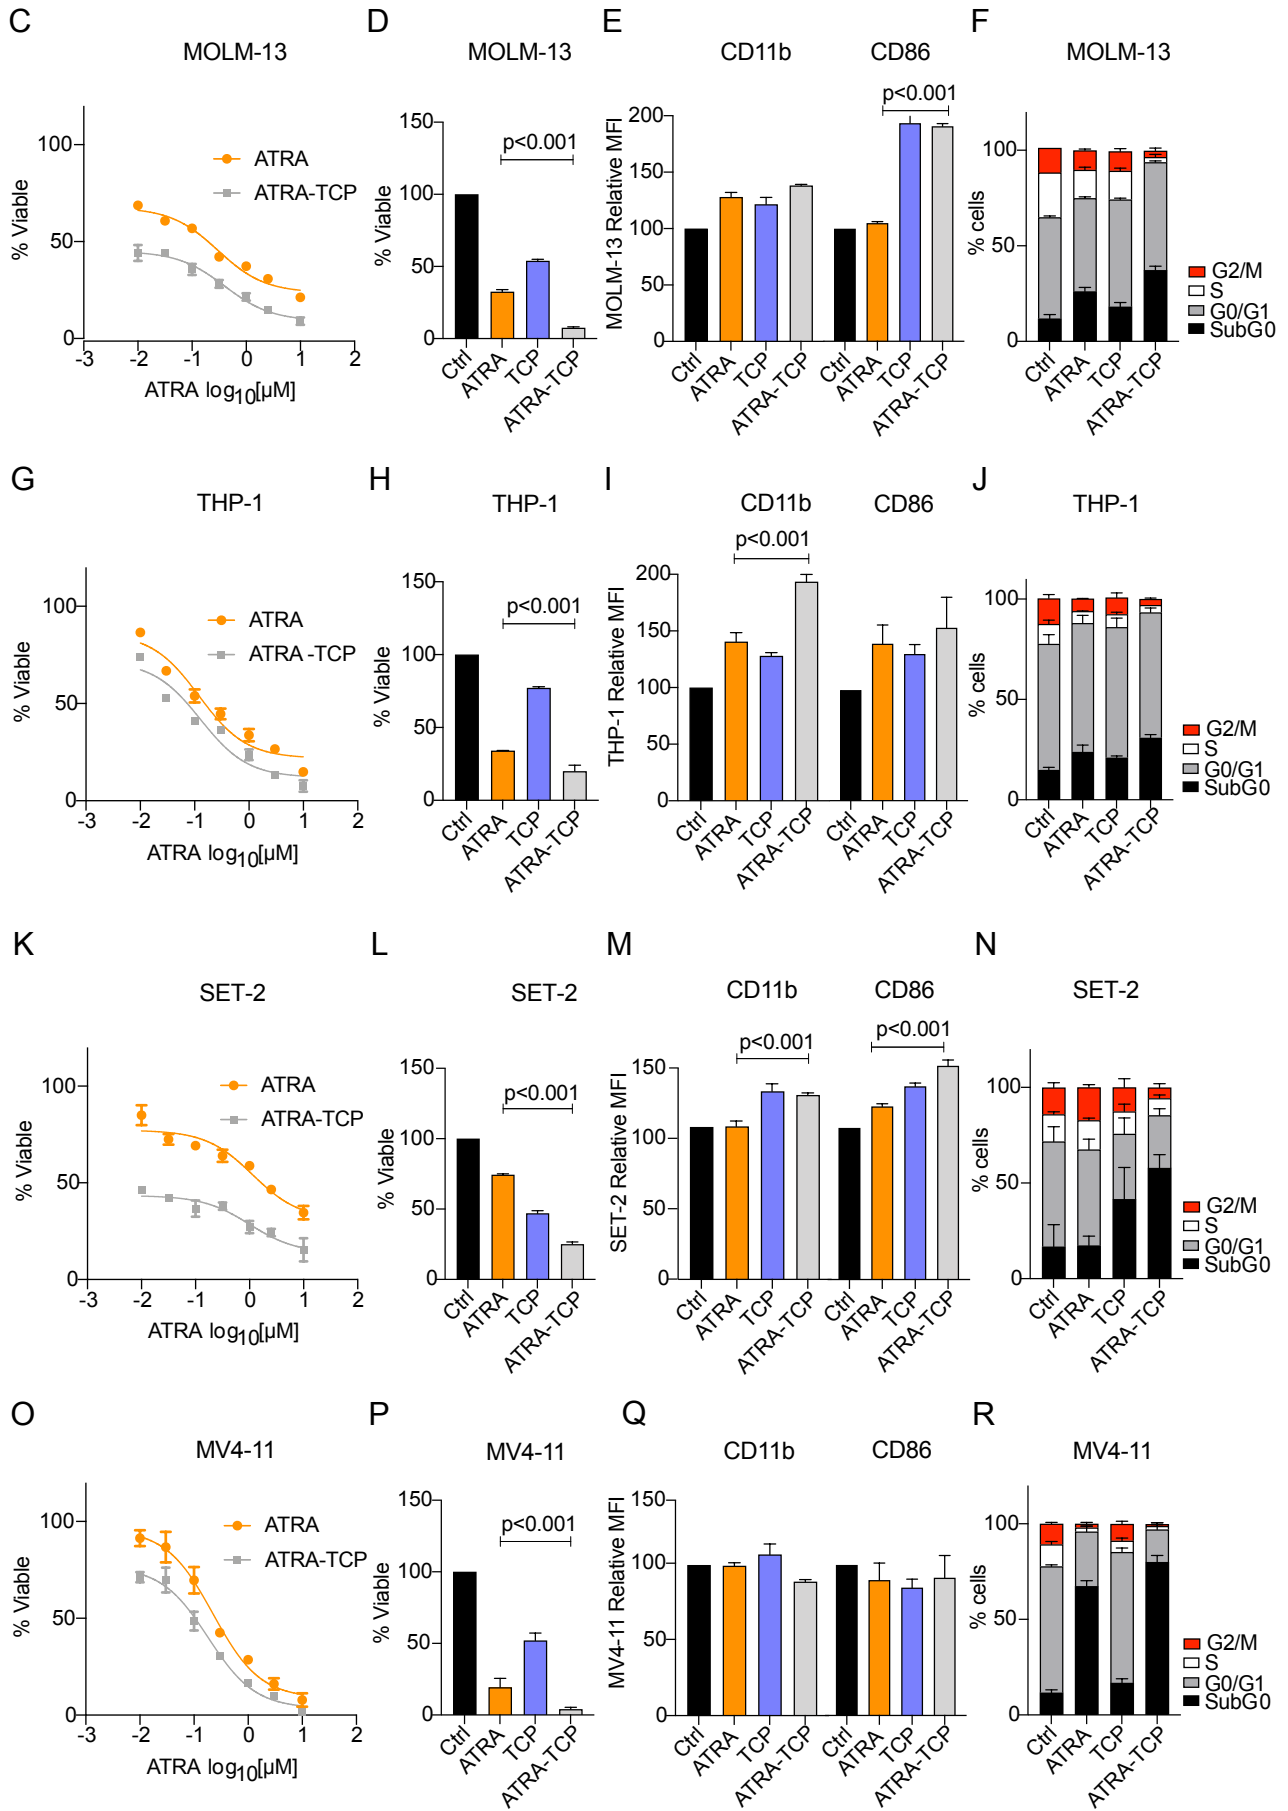 C
MOLM-13
100
50
0
% Viable
ATRA
ATRA-TCP
-3 -2 -1 0 1 2
ATRA log10[µM]
D
MOLM-13
150
100
50
0
% Viable
p<0.001
Ctrl
ATRA
TCP
ATRA-TCP
E
CD11b CD86
p<0.001
200
150
100
50
0
MOLM-13 Relative MFI
Ctrl
ATRA
TCP
ATRA-TCP
Ctrl
ATRA
TCP
ATRA-TCP
F
MOLM-13
100
50
0
% cells
G2/M
S
G0/G1
SubG0
Ctrl
ATRA
TCP
ATRA-TCP
G
THP-1
100
50
0
% Viable
ATRA
ATRA -TCP
-3 -2 -1 0 1 2
ATRA log10[µM]
H
THP-1
150
100
50
0
% Viable
p<0.001
Ctrl
ATRA
TCP
ATRA-TCP
I
CD11b CD86
p<0.001
200
150
100
50
0
THP-1 Relative MFI
Ctrl
ATRA
TCP
ATRA-TCP
Ctrl
ATRA
TCP
ATRA-TCP
J
THP-1
100
50
0
% cells
G2/M
S
G0/G1
SubG0
Ctrl
ATRA
TCP
ATRA-TCP
K
SET-2
100
50
0
% Viable
ATRA
ATRA-TCP
-3 -2 -1 0 1 2
ATRA log10[µM]
L
SET-2
150
100
50
0
% Viable
p<0.001
Ctrl
ATRA
TCP
ATRA-TCP
M
CD11b CD86
p<0.001 p<0.001
150
100
50
0
SET-2 Relative MFI
Ctrl
ATRA
TCP
ATRA-TCP
Ctrl
ATRA
TCP
ATRA-TCP
N
SET-2
100
50
0
% cells
G2/M
S
G0/G1
SubG0
Ctrl
ATRA
TCP
ATRA-TCP
O
MV4-11
100
50
0
% Viable
ATRA
ATRA-TCP
-3 -2 -1 0 1 2
ATRA log10[µM]
P
MV4-11
150
100
50
0
% Viable
p<0.001
Ctrl
ATRA
TCP
ATRA-TCP
Q
CD11b CD86
150
100
50
0
MV4-11 Relative MFI
Ctrl
ATRA
TCP
ATRA-TCP
Ctrl
ATRA
TCP
ATRA-TCP
R
MV4-11
100
50
0
% cells
G2/M
S
G0/G1
SubG0
Ctrl
ATRA
TCP
ATRA-TCP